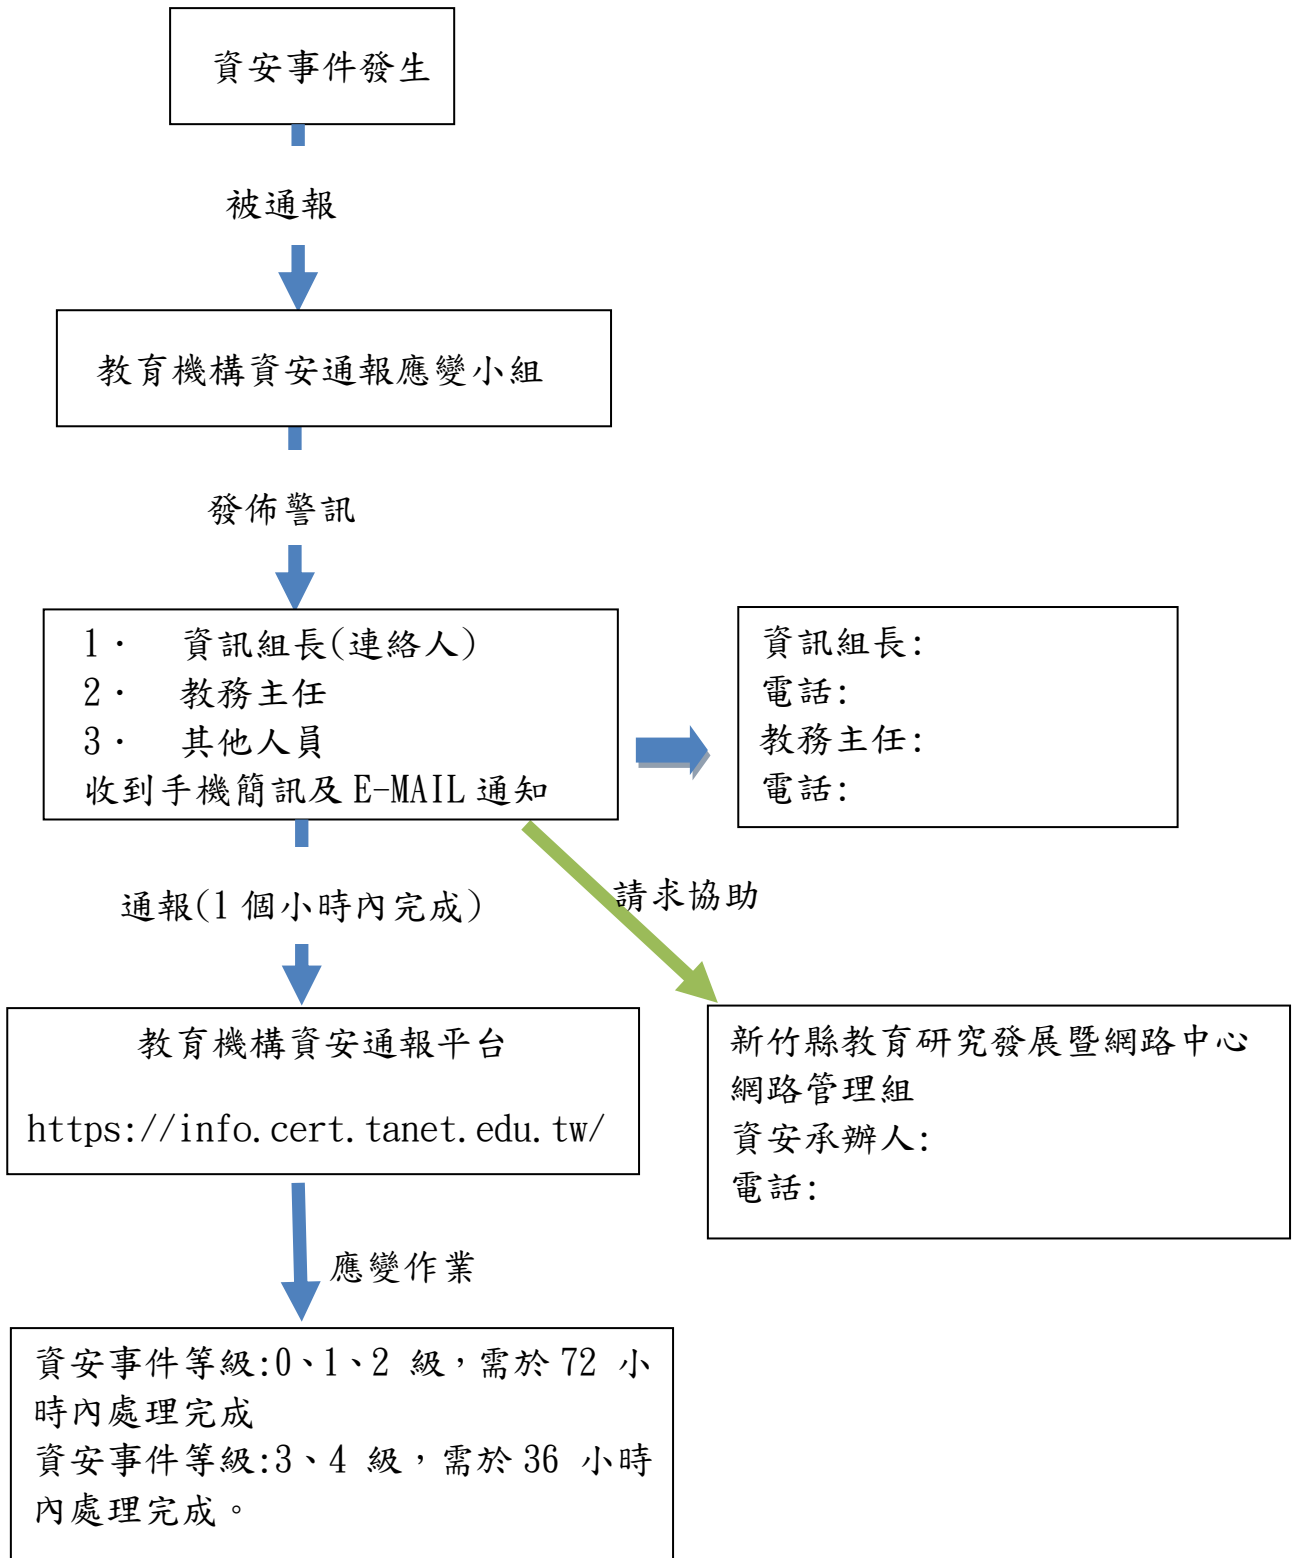 資安事件發生
被通報
教育機構資安通報應變小組
發佈警訊
1. 資訊組長(連絡人)
2. 教務主任
3. 其他人員
收到手機簡訊及 E-MAIL 通知
資訊組長:
電話:
教務主任:
電話:
通報(1 個小時內完成)
請求協助
教育機構資安通報平台
https://info.cert.tanet.edu.tw/
新竹縣教育研究發展暨網路中心
網路管理組
資安承辦人:
電話:
應變作業
資安事件等級:0、1、2 級，需於 72 小
時內處理完成
資安事件等級:3、4 級，需於 36 小時
內處理完成。